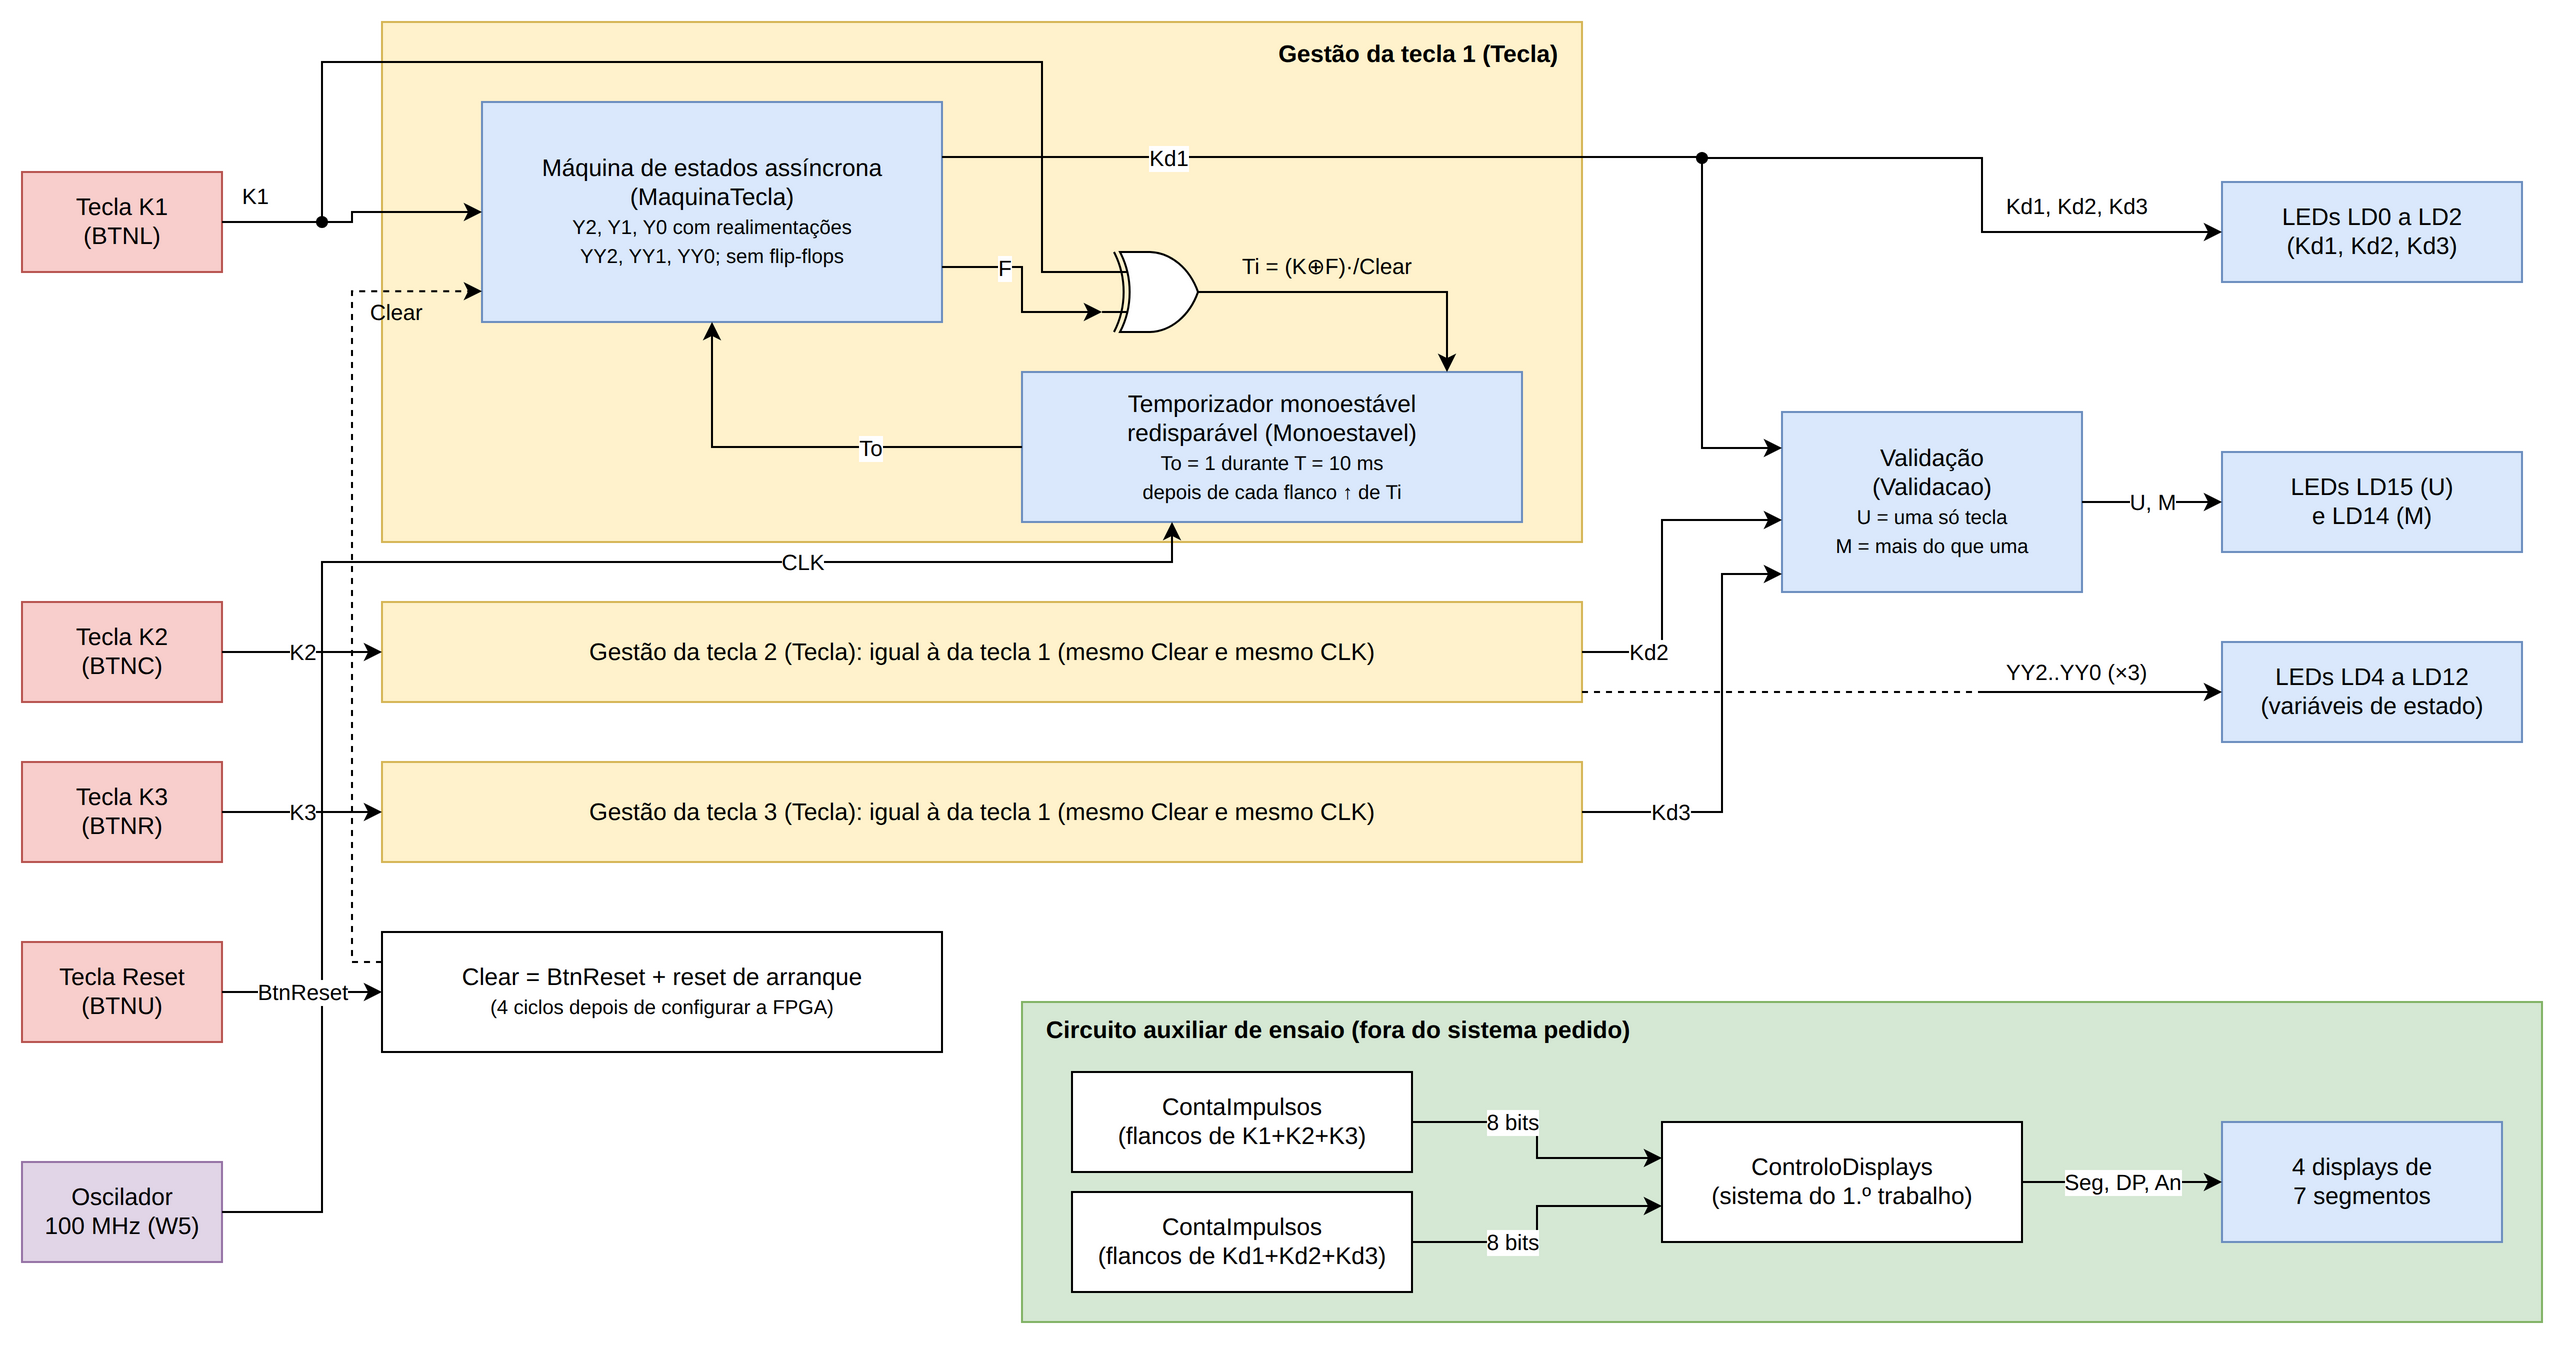 Gestão da tecla 1 (Tecla)
Tecla K1
(BTNL)
K1
Máquina de estados assíncrona
(MaquinaTecla)
Y2, Y1, Y0 com realimentações
YY2, YY1, YY0; sem flip-flops
Clear
Kd1
F
Ti = (K⊕F)·/Clear
To
Temporizador monoestável
redisparável (Monoestavel)
To = 1 durante T = 10 ms
depois de cada flanco ↑ de Ti
CLK
Kd1, Kd2, Kd3
LEDs LD0 a LD2
(Kd1, Kd2, Kd3)
Validação
(Validacao)
U = uma só tecla
M = mais do que uma
U, M
LEDs LD15 (U)
e LD14 (M)
Tecla K2
(BTNC)
K2
Gestão da tecla 2 (Tecla): igual à da tecla 1 (mesmo Clear e mesmo CLK)
Kd2
YY2..YY0 (×3)
LEDs LD4 a LD12
(variáveis de estado)
Tecla K3
(BTNR)
K3
Gestão da tecla 3 (Tecla): igual à da tecla 1 (mesmo Clear e mesmo CLK)
Kd3
Tecla Reset
(BTNU)
BtnReset
Clear = BtnReset + reset de arranque
(4 ciclos depois de configurar a FPGA)
Oscilador
100 MHz (W5)
Circuito auxiliar de ensaio (fora do sistema pedido)
ContaImpulsos
(flancos de K1+K2+K3)
8 bits
ContaImpulsos
(flancos de Kd1+Kd2+Kd3)
8 bits
ControloDisplays
(sistema do 1.º trabalho)
Seg, DP, An
4 displays de
7 segmentos